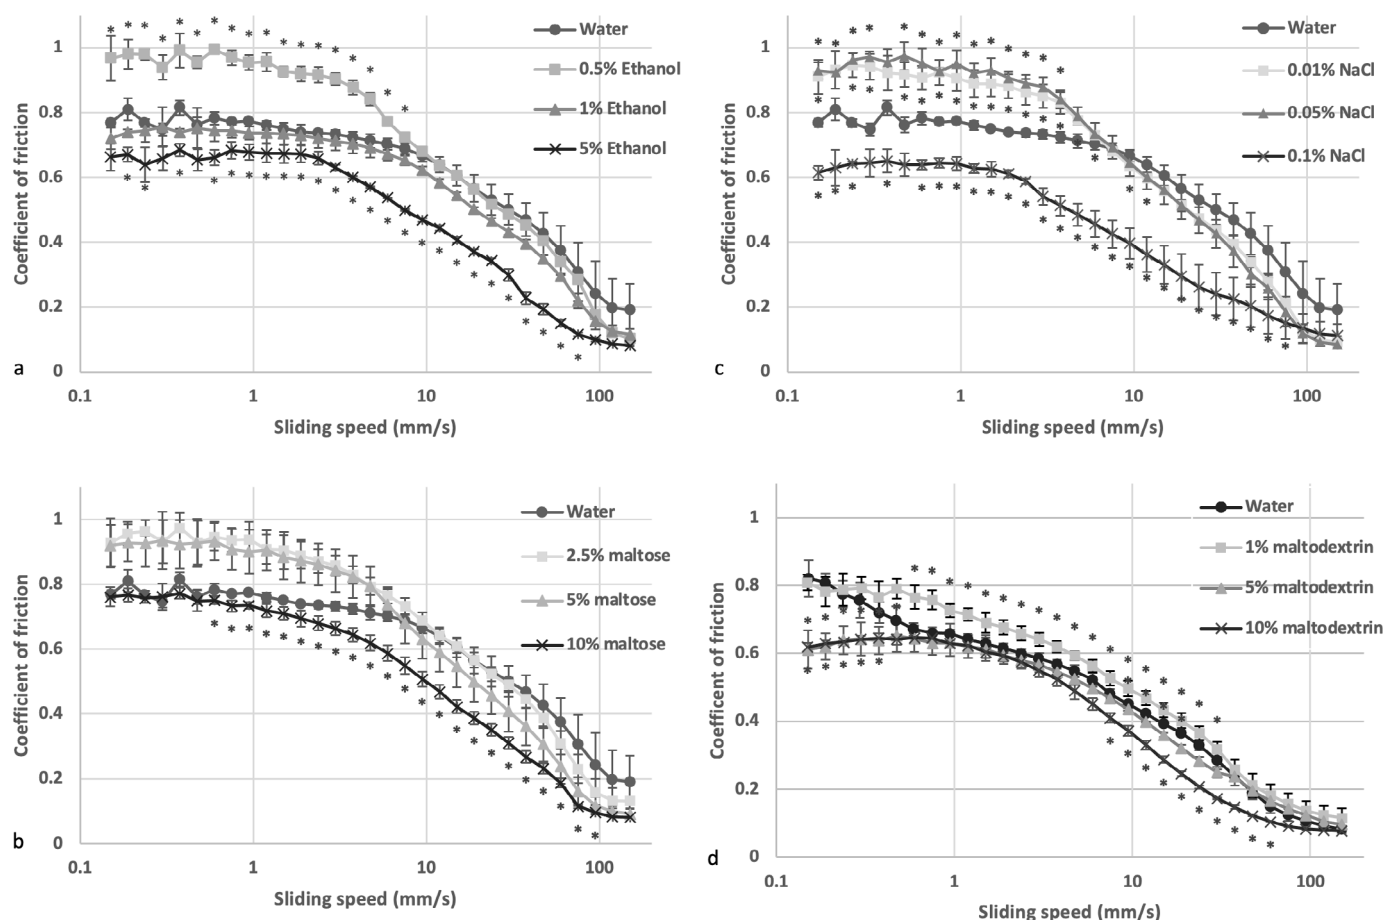 Water
0.5% Ethanol
1% Ethanol
5% Ethanol
Coefficient of friction
1
0.8
0.6
0.4
0.2
0
0.1
1
10
100
Sliding speed (mm/s)
a
Water
0.01% NaCl
0.05% NaCl
0.1% NaCl
Coefficient of friction
1
0.8
0.6
0.4
0.2
0
0.1
1
10
100
Sliding speed (mm/s)
c
Water
2.5% maltose
5% maltose
10% maltose
Coefficient of friction
1
0.8
0.6
0.4
0.2
0
0.1
1
10
100
Sliding speed (mm/s)
b
Water
1% maltodextrin
5% maltodextrin
10% maltodextrin
Coefficent of friction
1
0.8
0.6
0.4
0.2
0
0.1
1
10
100
Sliding speed (mm/s)
d